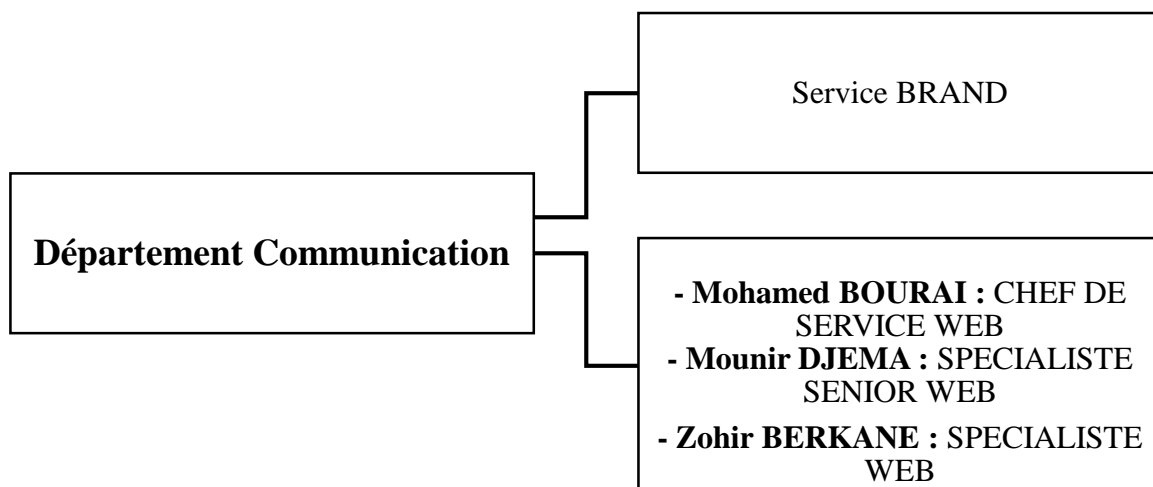 Service BRAND
Département Communication
- Mohamed BOURAI : CHEF DE
SERVICE WEB
- Mounir DJEMA : SPECIALISTE
SENIOR WEB
- Zohir BERKANE : SPECIALISTE
WEB